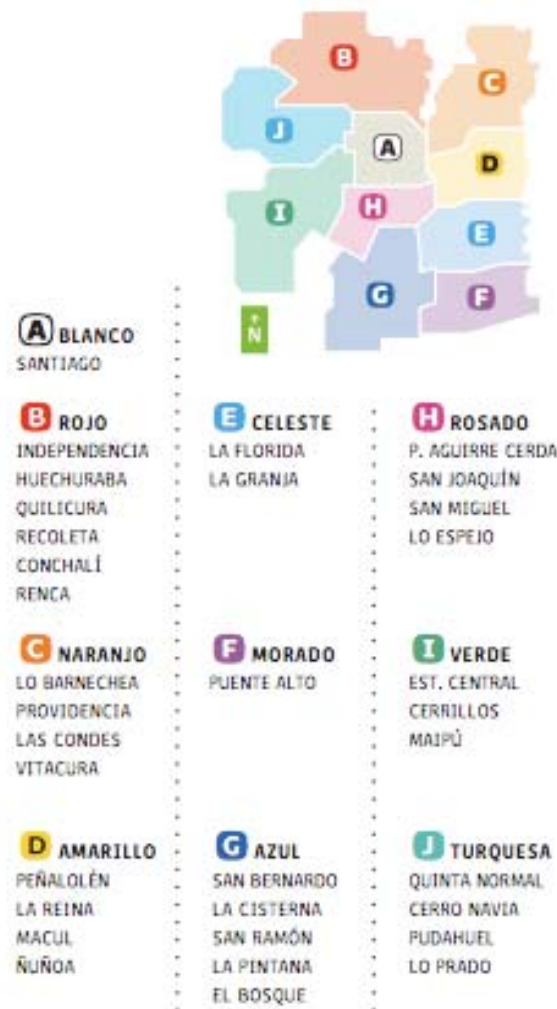 B
C
J
A
D
I
H
E
G
F
N
A BLANCO
SANTIAGO
B ROJO
INDEPENDENCIA
HUECHURABA
QUILICURA
RECOLETA
CONCHALÍ
RENCA
C NARANJO
LO BARNECHEA
PROVIDENCIA
LAS CONDES
VITACURA
D AMARILLO
PEÑALOLÉN
LA REINA
MACUL
ÑUÑOA
E CELESTE
LA FLORIDA
LA GRANJA
F MORADO
PUENTE ALTO
G AZUL
SAN BERNARDO
LA CISTERNA
SAN RAMÓN
LA PINTANA
EL BOSQUE
H ROSADO
P. AGUIRRE CERDA
SAN JOAQUÍN
SAN MIGUEL
LO ESPEJO
I VERDE
EST. CENTRAL
CERRILLOS
MAIPÚ
J TURQUESA
QUINTA NORMAL
CERRO NAVIA
PUDAHUEL
LO PRADO